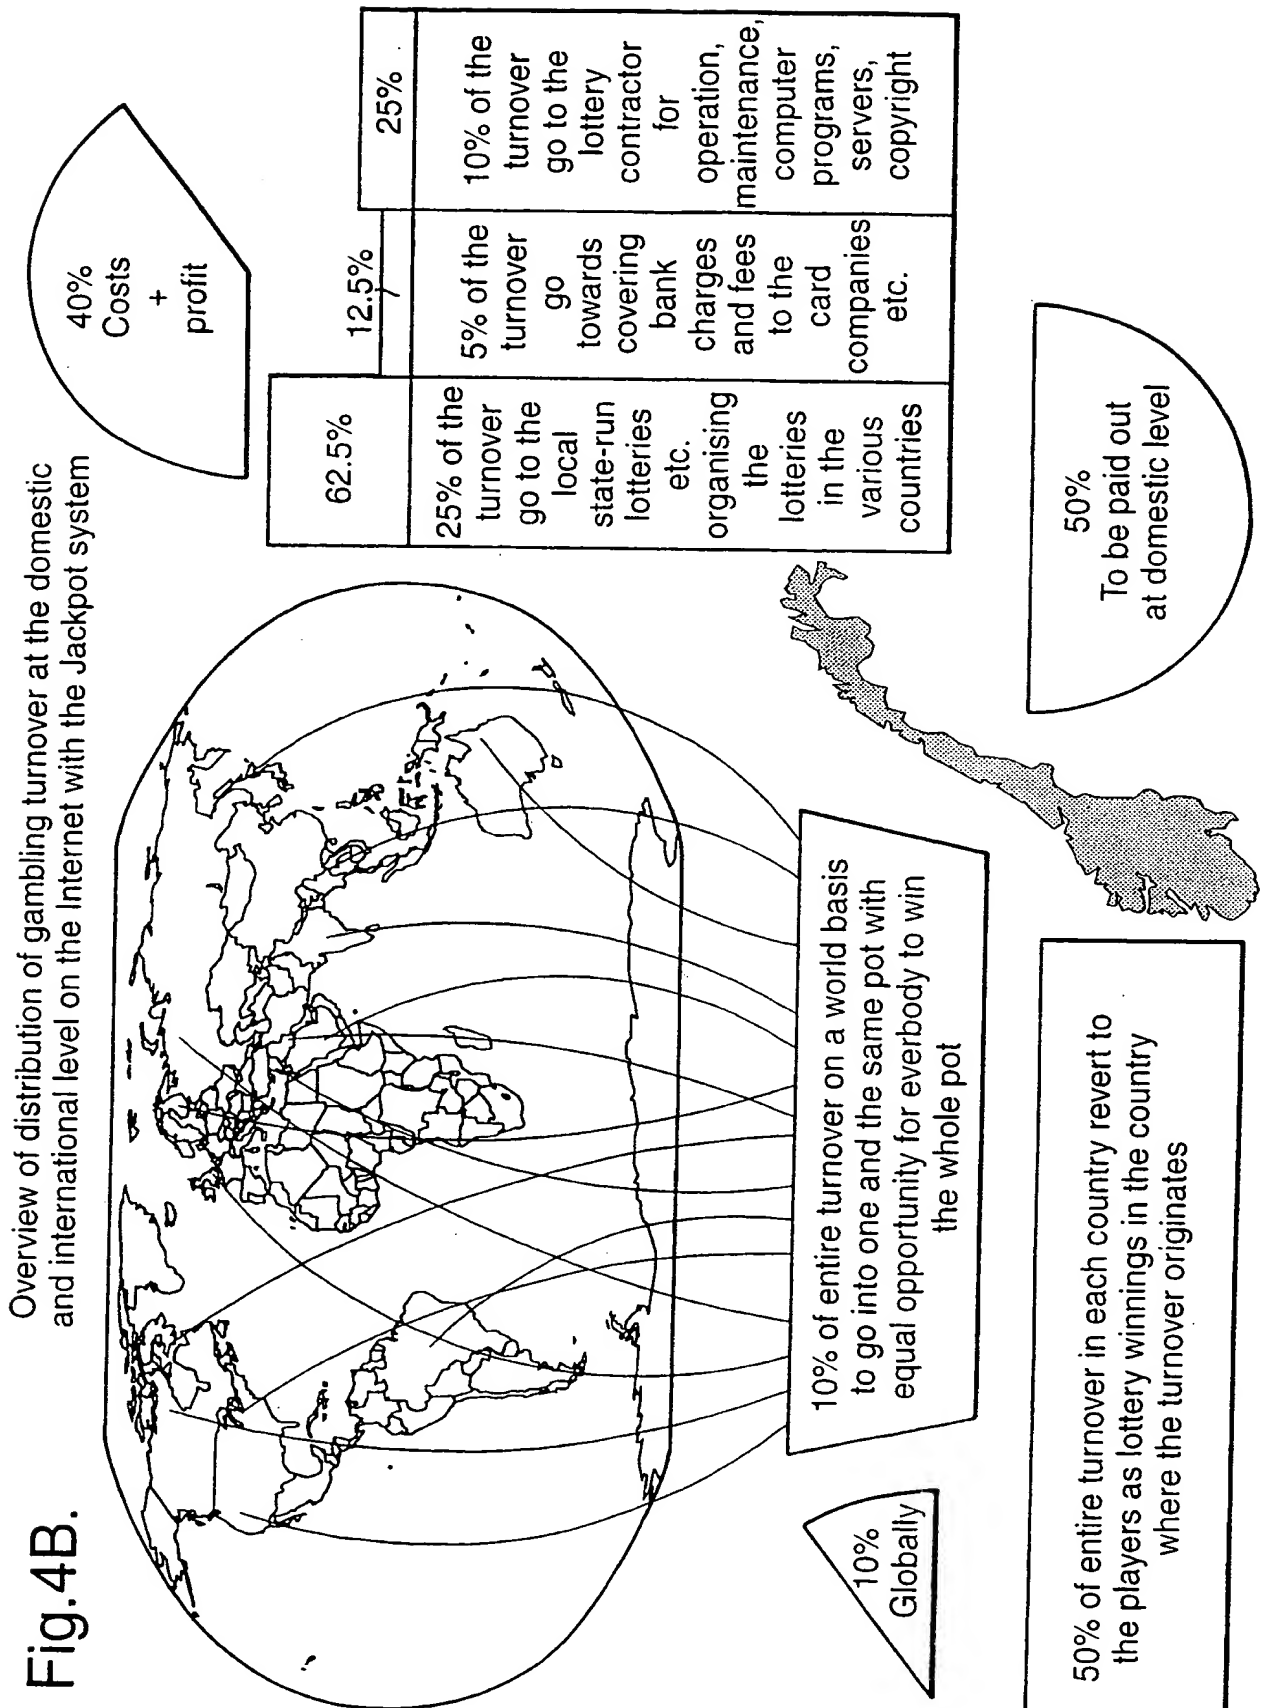 Fig.4B.
Overview of distribution of gambling turnover at the domestic
and international level on the Internet with the Jackpot system
40%
Costs
+
profit
62.5%
12.5%
25%
25% of the
turnover
go to the
local
state-run
lotteries
etc.
organising
the
lotteries
in the
various
countries
5% of the
turnover
go
towards
covering
bank
charges
and fees
to the
card
companies
etc.
10% of the
turnover
go to the
lottery
contractor
for
operation,
maintenance,
computer
programs,
servers,
copyright
10%
Globally
10% of entire turnover on a world basis
to go into one and the same pot with
equal opportunity for everbody to win
the whole pot
50%
To be paid out
at domestic level
50% of entire turnover in each country revert to
the players as lottery winnings in the country
where the turnover originates